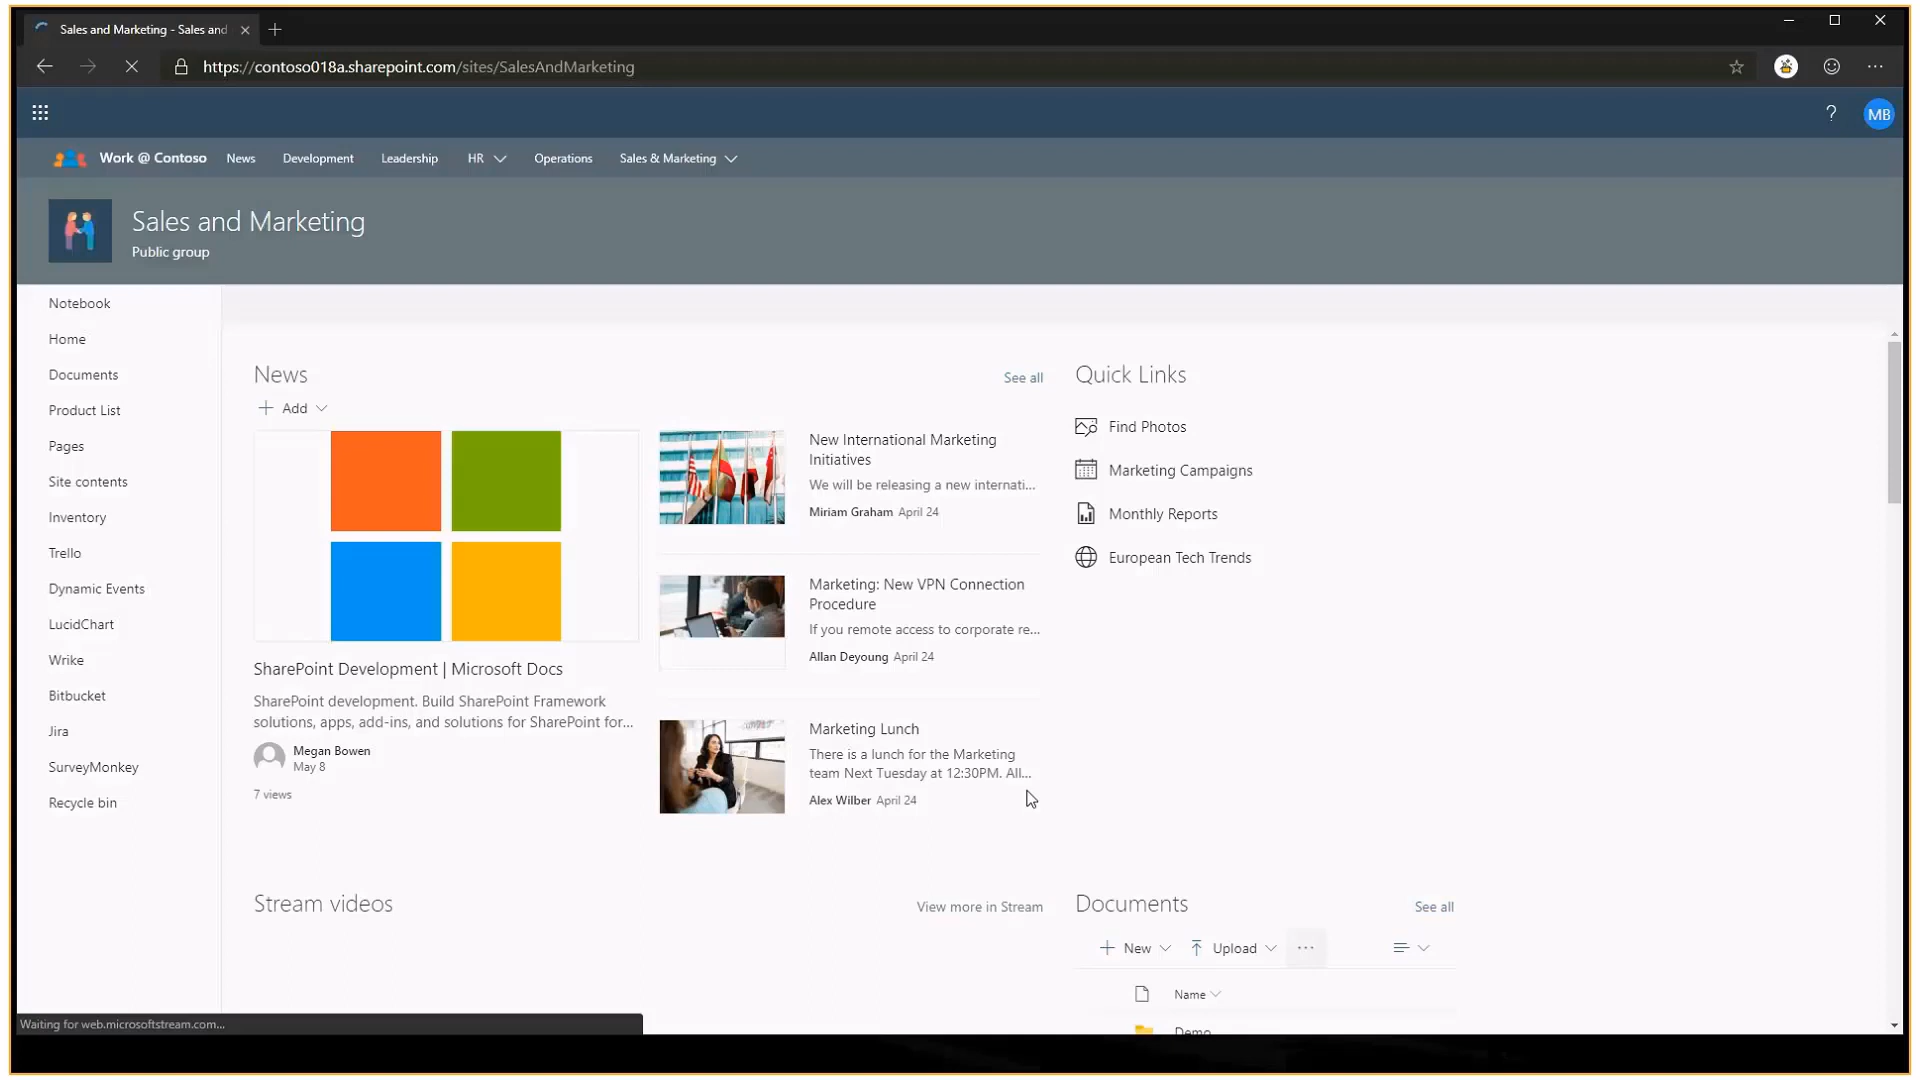 Sales and Marketing - Sales and
https://contoso018a.sharepoint.com/sites/SalesAndMarketing
?
MB
Work @ Contoso
News
Development
Leadership
HR
Operations
Sales & Marketing
Sales and Marketing
Public group
Notebook
Home
Documents
Product List
Pages
Site contents
Inventory
Trello
Dynamic Events
LucidChart
Wrike
Bitbucket
Jira
SurveyMonkey
Recycle bin
News
See all
Add
SharePoint Development | Microsoft Docs
SharePoint development. Build SharePoint Framework
solutions, apps, add-ins, and solutions for SharePoint for...
Megan Bowen
May 8
7 views
New International Marketing
Initiatives
We will be releasing a new internati...
Miriam Graham April 24
Marketing: New VPN Connection
Procedure
If you remote access to corporate re...
Allan Deyoung April 24
Marketing Lunch
There is a lunch for the Marketing
team Next Tuesday at 12:30PM. All...
Alex Wilber April 24
Quick Links
Find Photos
Marketing Campaigns
Monthly Reports
European Tech Trends
Stream videos
View more in Stream
Documents
See all
New
Upload
Name
Demo
Waiting for web.microsoftstream.com...